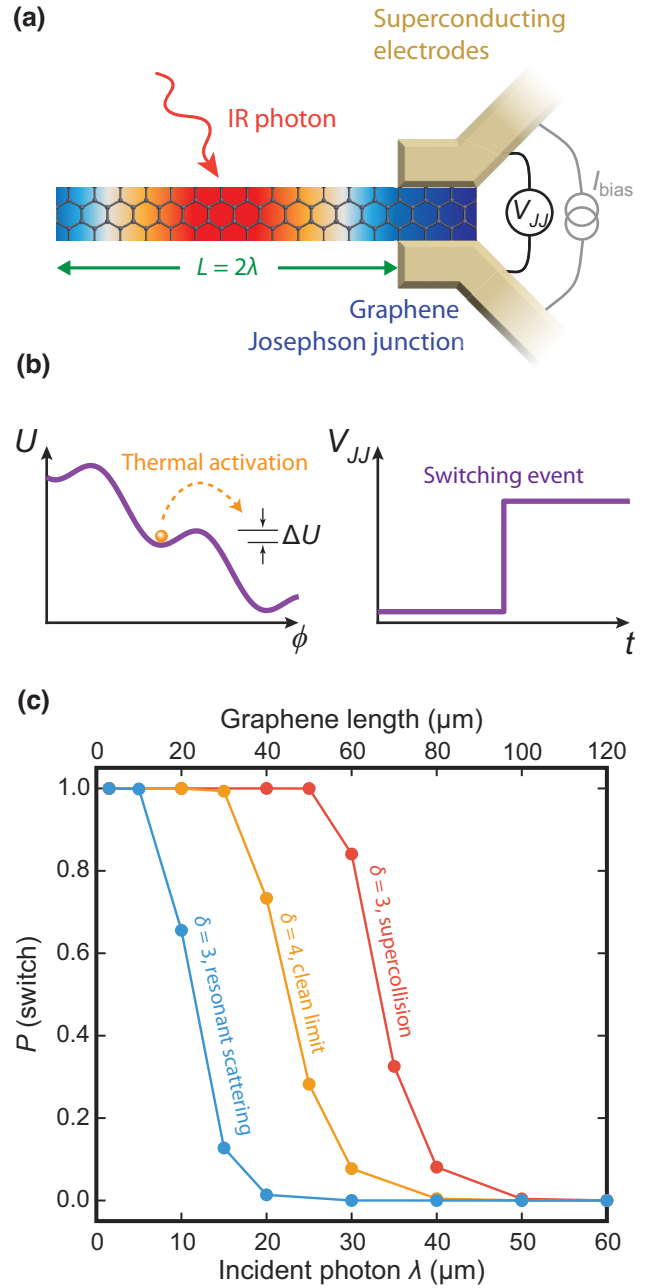 (a)
Superconducting
electrodes
IR photon
I_bias
V_JJ
L = 2λ
Graphene
Josephson junction
(b)
U
Thermal activation
ΔU
ϕ
V_JJ
Switching event
t
(c)
Graphene length (μm)
0 20 40 60 80 100 120
1.0
0.8
0.6
0.4
0.2
0.0
P (switch)
δ = 3, resonant scattering
δ = 4, clean limit
δ = 3, supercollision
0 10 20 30 40 50 60
Incident photon λ (μm)